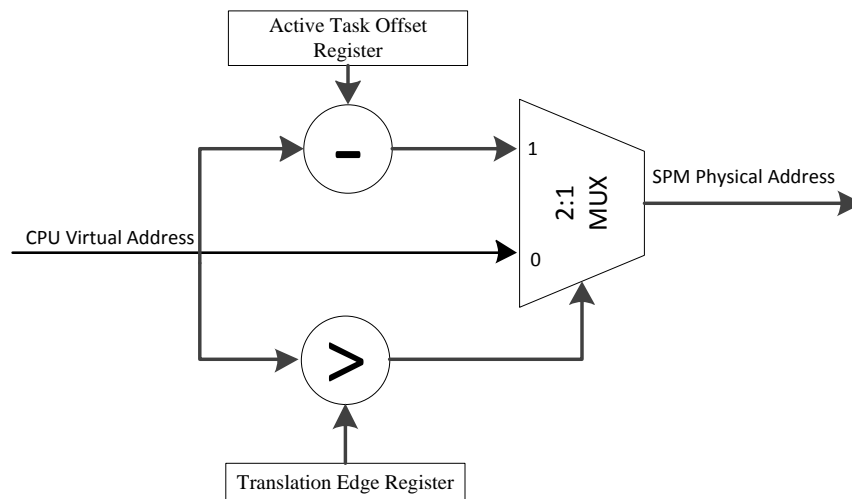 Active Task Offset
Register
-
1
2:1
MUX
SPM Physical Address
CPU Virtual Address
0
>
Translation Edge Register